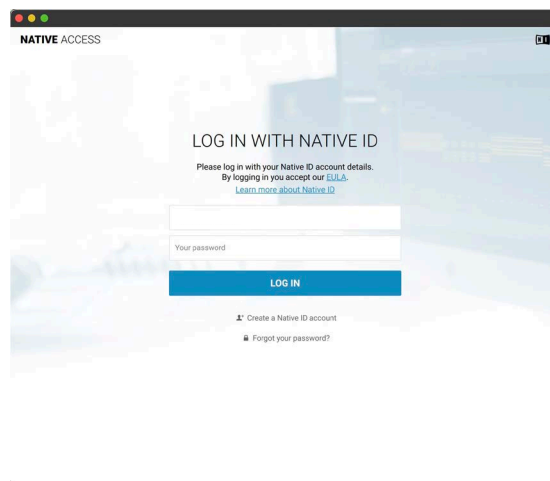 NATIVE ACCESS
LOG IN WITH NATIVE ID
Please log in with your Native ID account details.
By logging in you accept our EULA.
Learn more about Native ID
Your password
LOG IN
Create a Native ID account
Forgot your password?